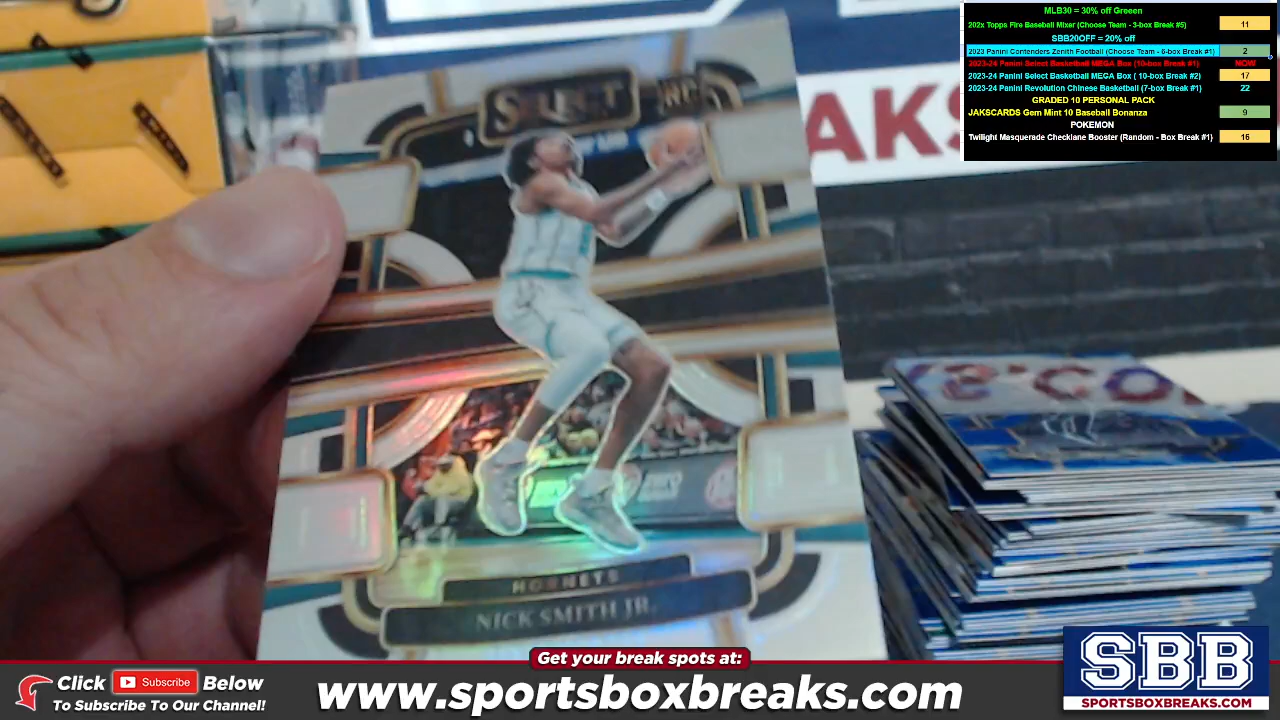 MLB30 = 30% off Greeen
202x Topps Fire Baseball Mixer (Choose Team - 3-box Break #5) 11
SBB20OFF = 20% off
2023 Panini Contenders Zenith Football (Choose Team - 6-box Break #1) 2
2023-24 Panini Select Basketball MEGA Box (10-box Break #1) NOW
2023-24 Panini Select Basketball MEGA Box ( 10-box Break #2) 17
2023-24 Panini Revolution Chinese Basketball (7-box Break #1) 22
GRADED 10 PERSONAL PACK
JAKSCARDS Gem Mint 10 Baseball Bonanza 9
POKEMON
Twilight Masquerade Checklane Booster (Random - Box Break #1) 16
SELECT
AKS
HORNETS
NICK SMITH JR.
Get your break spots at:
Click Subscribe Below
To Subscribe To Our Channel!
www.sportsboxbreaks.com
SBB
SPORTSBOXBREAKS.COM